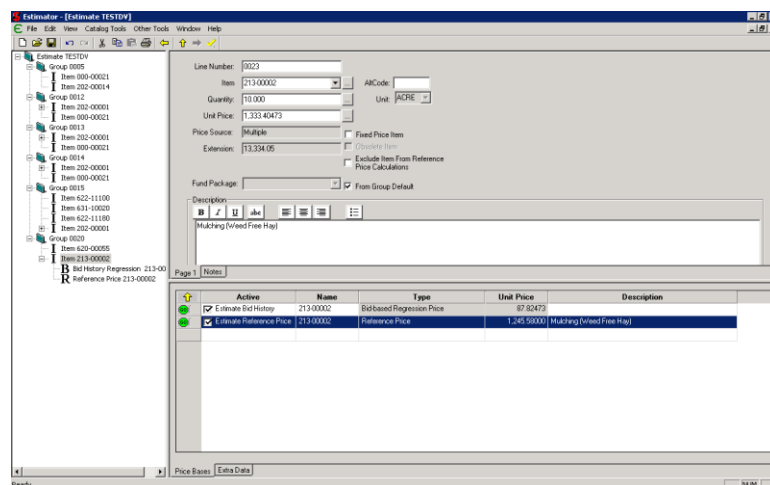 Estimator - [Estimate TESTDV]
File Edit View Catalog Tools Other Tools Window Help
Estimate TESTDV
Group 0005
Item 000-00021
Item 202-00014
Group 0012
Item 202-00001
Item 000-00021
Group 0013
Item 202-00001
Item 000-00021
Group 0014
Item 202-00001
Item 000-00021
Group 0015
Item 622-11100
Item 631-10020
Item 622-11180
Item 202-00001
Group 0020
Item 620-00055
Item 213-00002
B Bid History Regression 213-00
R Reference Price 213-00002
Line Number: 0023
Item 213-00002 ... AltCode:
Quantity: 10.000 ... Unit: ACRE
Unit Price: 1,333.40473 ...
Price Source: Multiple Fixed Price Item
Extension: 13,334.05 Obsolete Item
Exclude Item From Reference
Price Calculations
Fund Package: From Group Default
Description
B I U abc
Mulching (Weed Free Hay)
Page 1 Notes
Active Name Type Unit Price Description
Estimate Bid History 213-00002 Bid-based Regression Price 87.82473
Estimate Reference Price 213-00002 Reference Price 1,245.58000 Mulching (Weed Free Hay)
Price Bases Extra Data
Ready NUM